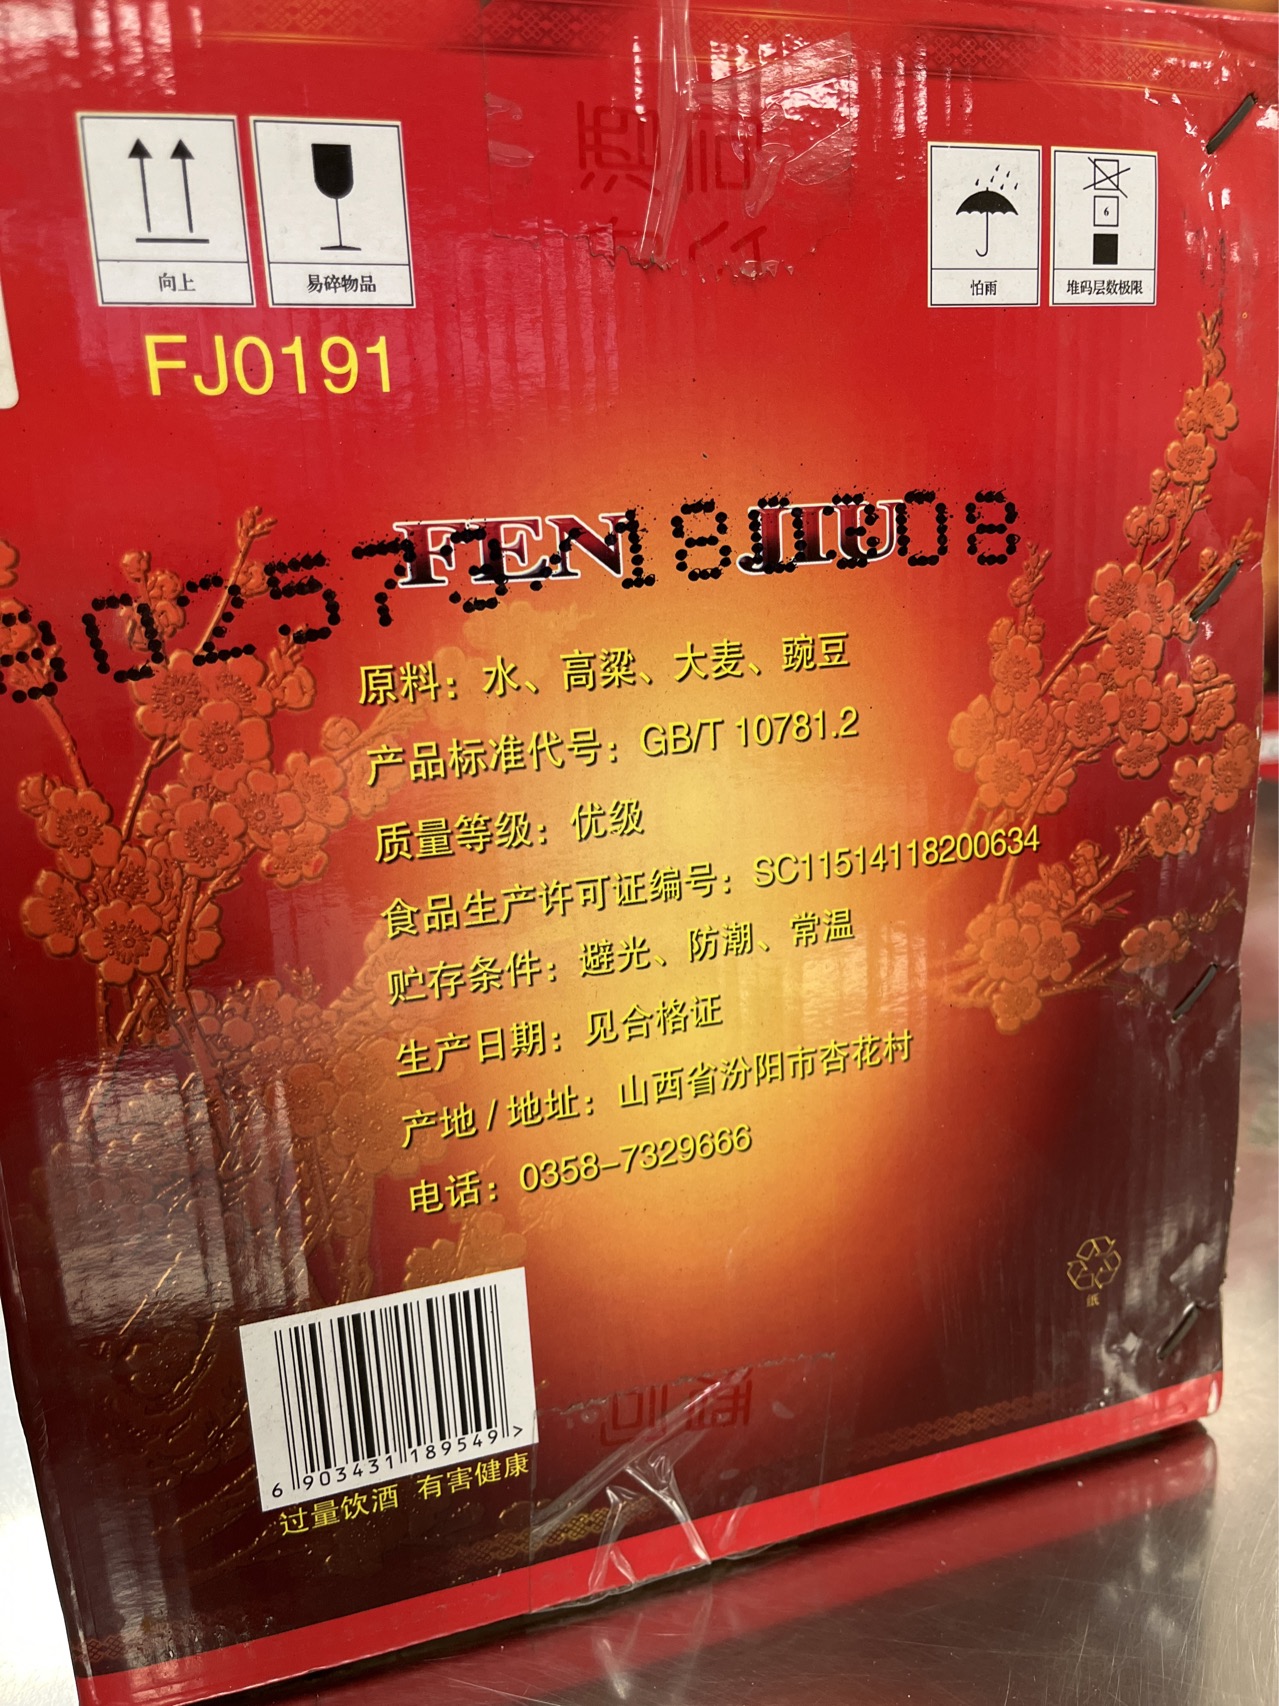 向上
易碎物品
怕雨
6
堆码层数极限
FJ0191
FEN JIU
原料：水、高粱、大麦、豌豆
产品标准代号：GB/T 10781.2
质量等级：优级
食品生产许可证编号：SC11514118200634
贮存条件：避光、防潮、常温
生产日期：见合格证
产地/地址：山西省汾阳市杏花村
电话：0358-7329666
纸
6 903431 189549 >
过量饮酒 有害健康